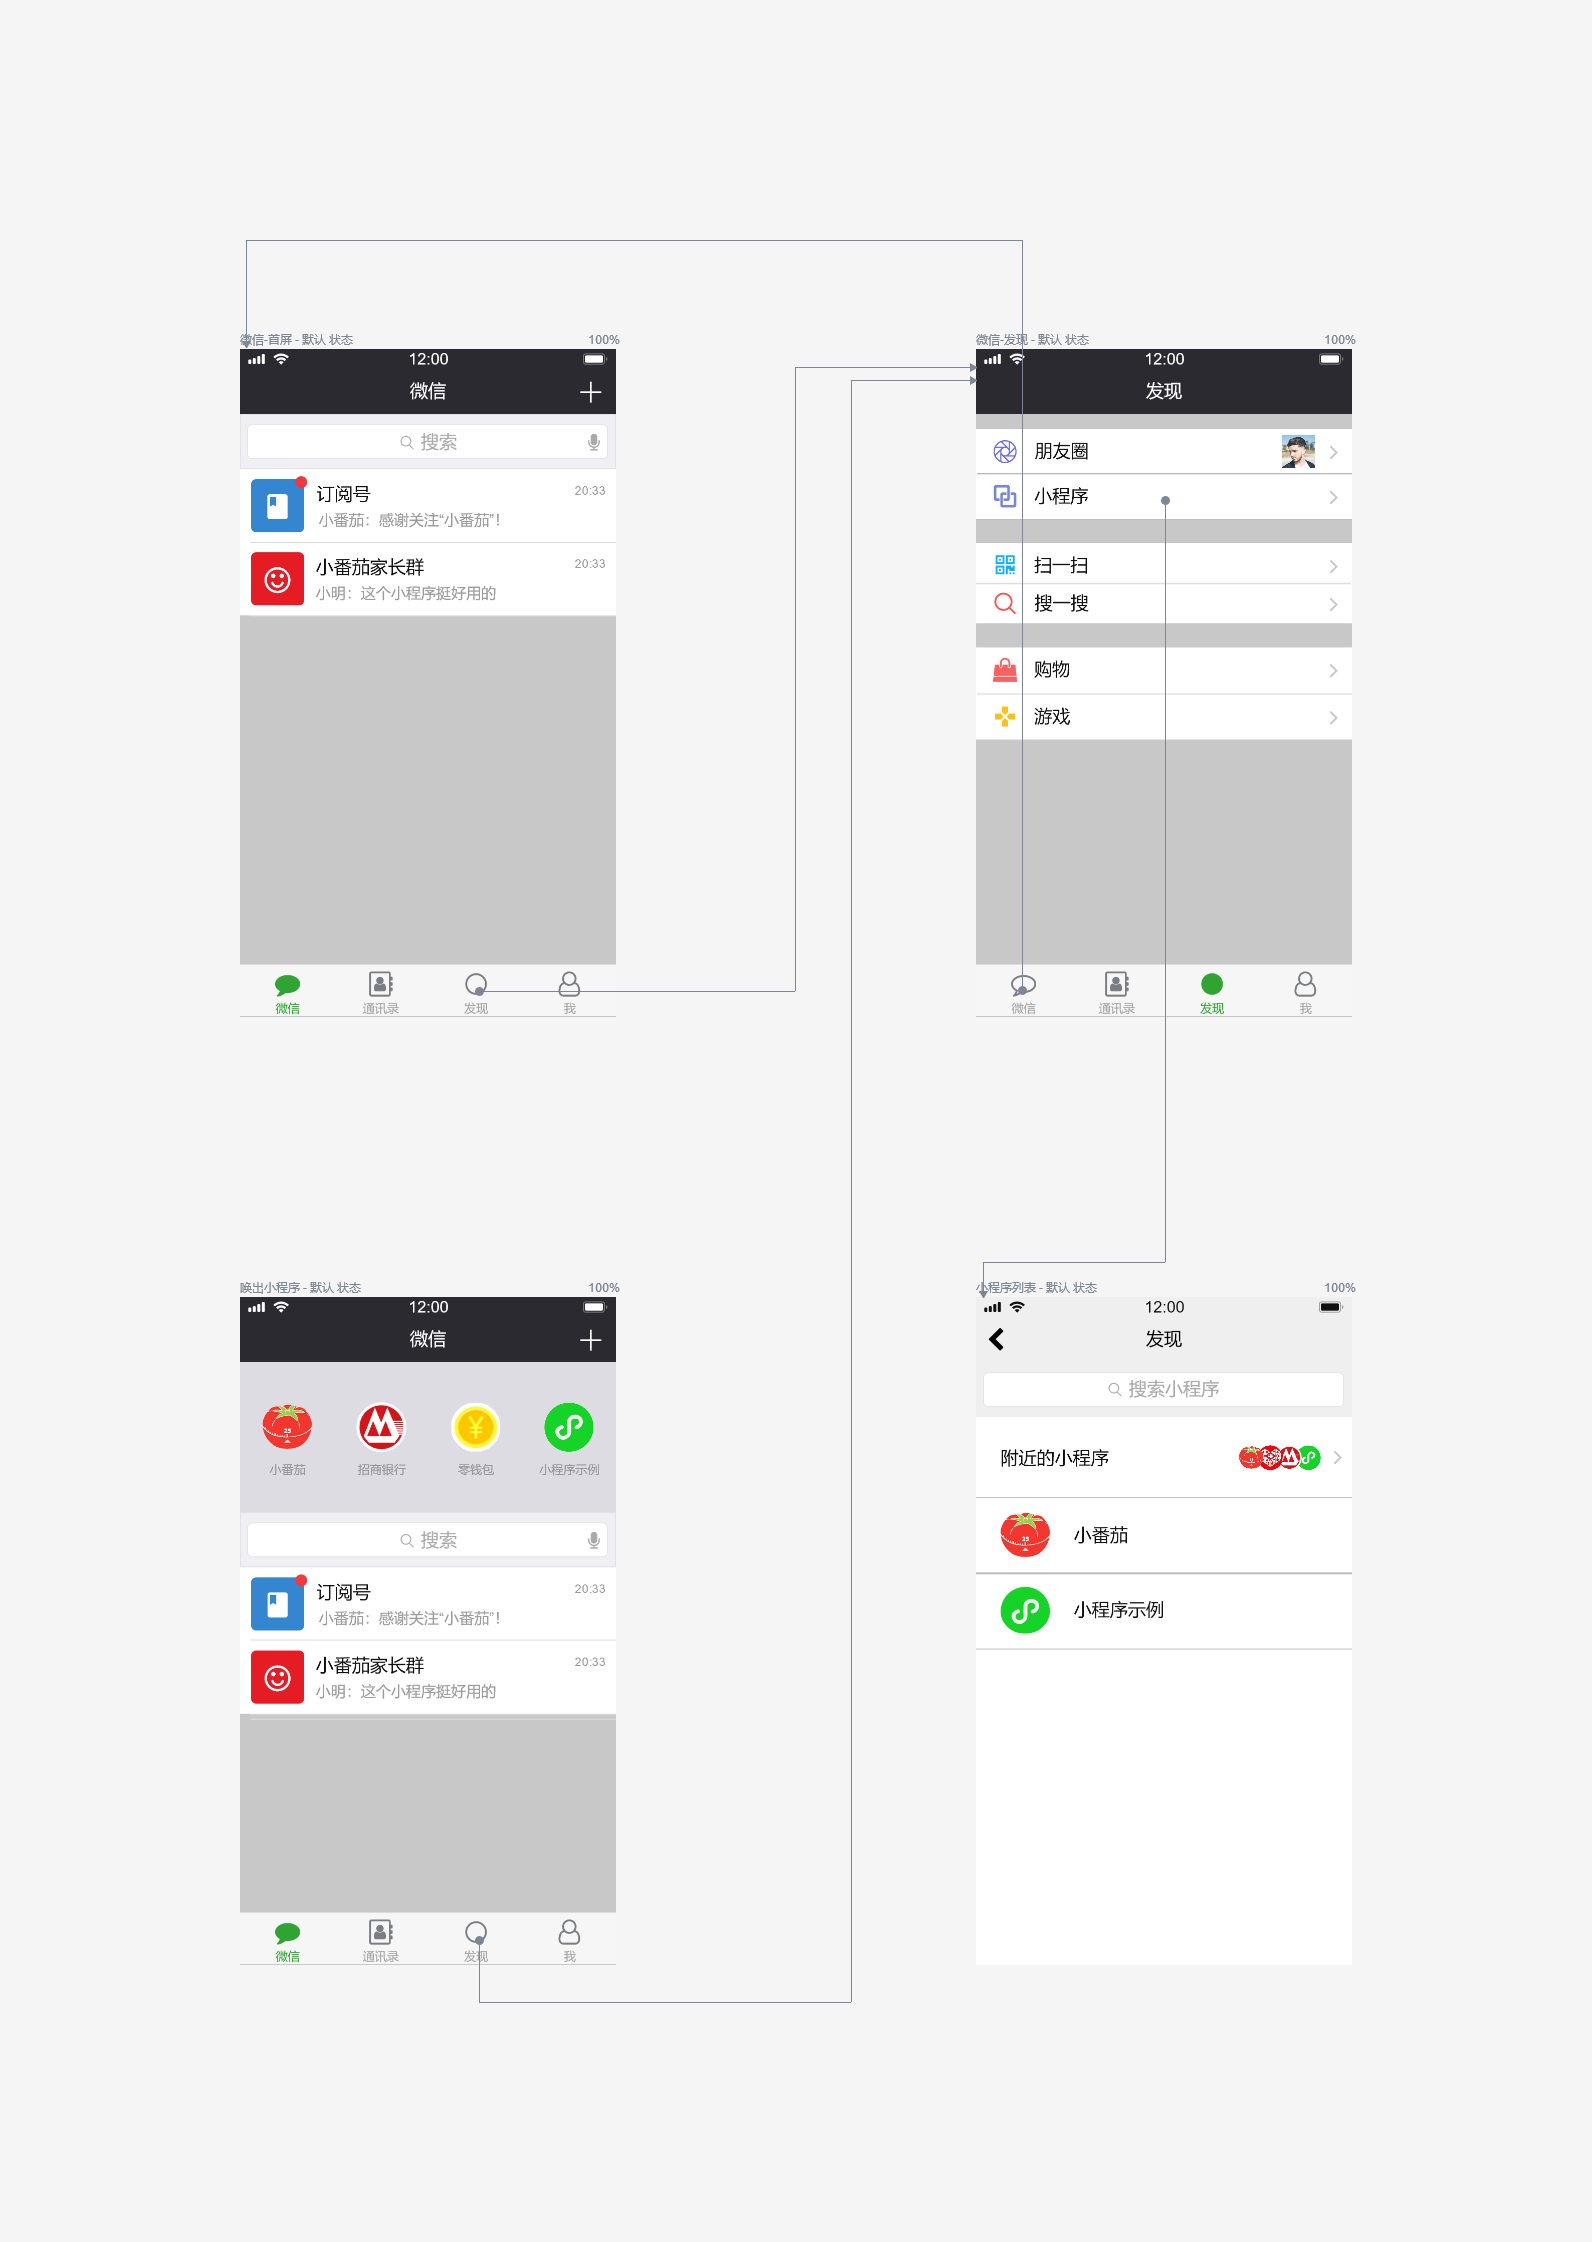 微信-首屏 - 默认 状态 100%
12:00
微信
搜索
订阅号 20:33
小番茄：感谢关注“小番茄”！
小番茄家长群 20:33
小明：这个小程序挺好用的
微信 通讯录 发现 我
微信-发现 - 默认 状态 100%
12:00
发现
朋友圈
小程序
扫一扫
搜一搜
购物
游戏
微信 通讯录 发现 我
唤出小程序 - 默认 状态 100%
12:00
微信
25
小番茄 招商银行 零钱包 小程序示例
搜索
订阅号 20:33
小番茄：感谢关注“小番茄”！
小番茄家长群 20:33
小明：这个小程序挺好用的
微信 通讯录 发现 我
小程序列表 - 默认 状态 100%
12:00
发现
搜索小程序
附近的小程序
25
小番茄
小程序示例